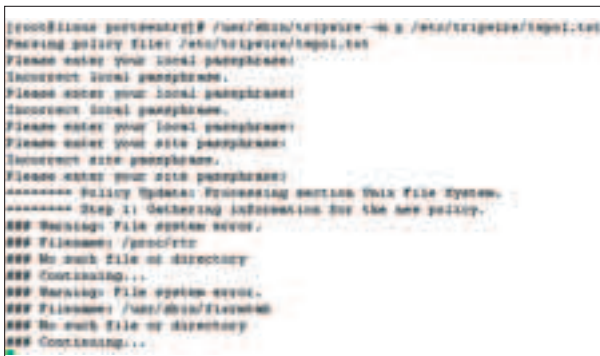 [root@linux portsentry]# /usr/sbin/tripwire -m p /etc/tripwire/twpol.txt
Parsing policy file: /etc/tripwire/twpol.txt
Please enter your local passphrase:
Incorrect local passphrase.
Please enter your local passphrase:
Incorrect local passphrase.
Please enter your local passphrase:
Please enter your site passphrase:
Incorrect site passphrase.
Please enter your site passphrase:
======== Policy Update: Processing section Unix File System.
======== Step 1: Gathering information for the new policy.
### Warning: File system error.
### Filename: /proc/rtc
### No such file or directory
### Continuing...
### Warning: File system error.
### Filename:
### No such file or directory
### Continuing...